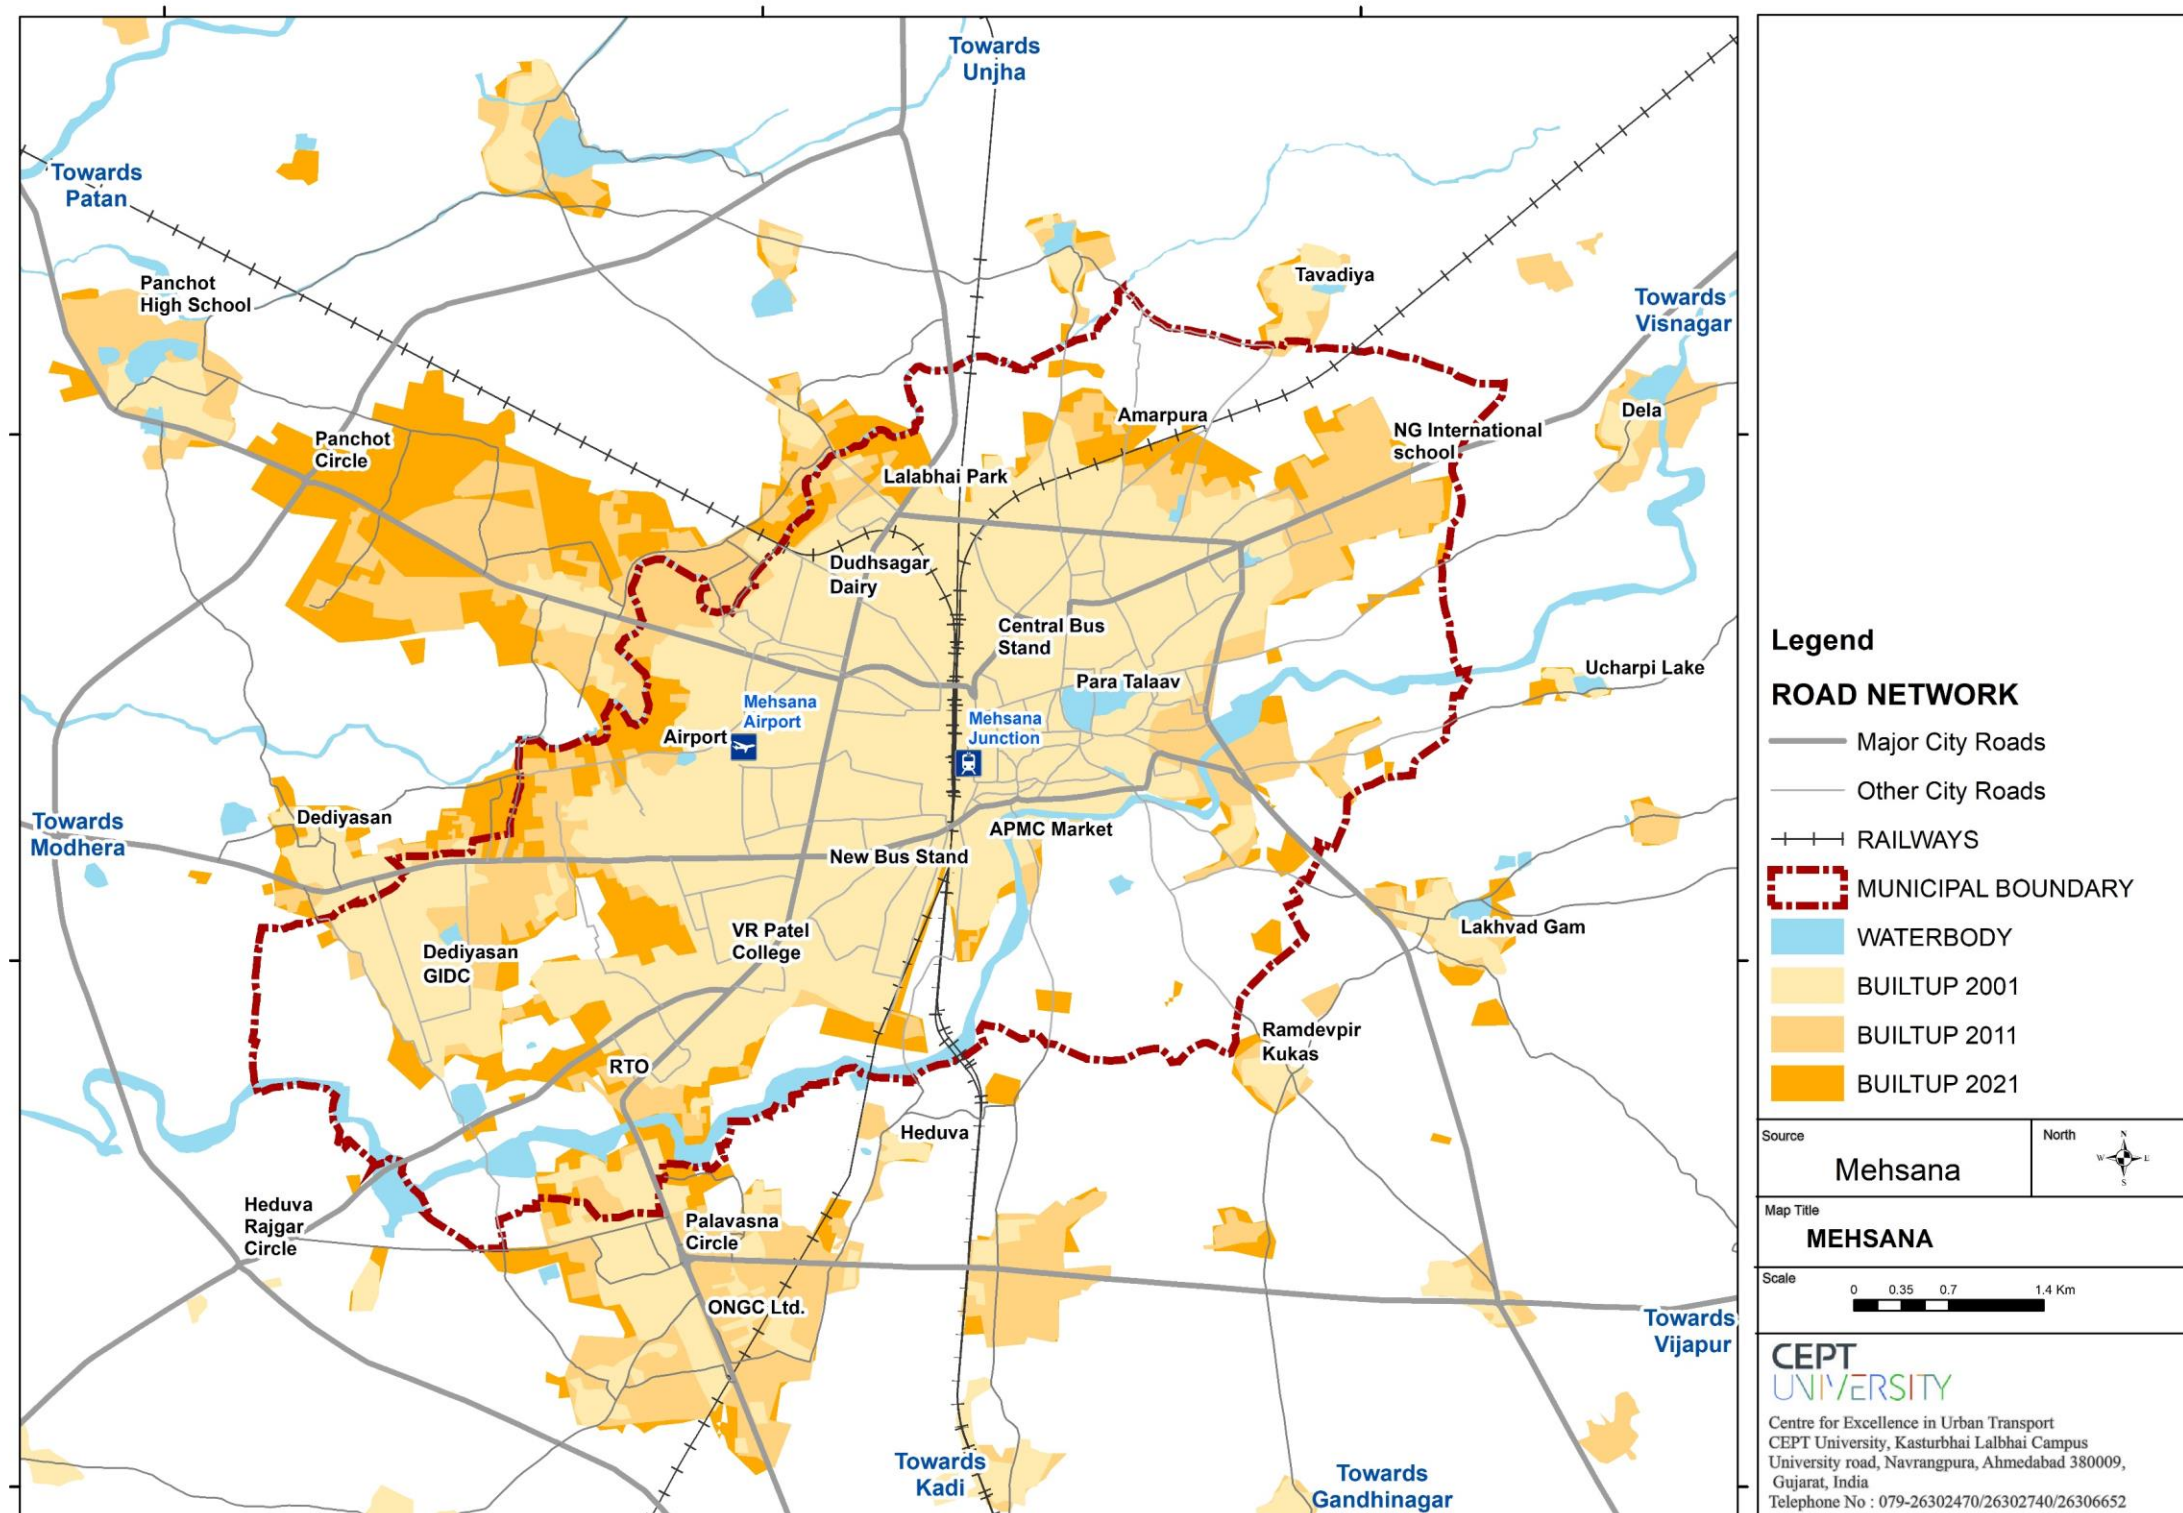 Towards
Unjha
Towards
Patan
Panchot
High School
Tavadiya
Towards
Visnagar
Panchot
Circle
Amarpura
NG International
school
Dela
Lalabhai Park
Dudhsagar
Dairy
Central Bus
Stand
Para Talaav
Ucharpi Lake
Mehsana
Airport
Airport
Mehsana
Junction
Dediyasan
Towards
Modhera
APMC Market
New Bus Stand
VR Patel
College
Dediyasan
GIDC
Lakhvad Gam
Ramdevpir
Kukas
RTO
Heduva
Heduva
Rajgar
Circle
Palavasna
Circle
ONGC Ltd.
Towards
Vijapur
Towards
Kadi
Towards
Gandhinagar
Legend
ROAD NETWORK
Major City Roads
Other City Roads
RAILWAYS
MUNICIPAL BOUNDARY
WATERBODY
BUILTUP 2001
BUILTUP 2011
BUILTUP 2021
Source
Mehsana
North
N
W E
S
Map Title
MEHSANA
Scale
0 0.35 0.7 1.4 Km
CEPT
UNIVERSITY
Centre for Excellence in Urban Transport
CEPT University, Kasturbhai Lalbhai Campus
University road, Navrangpura, Ahmedabad 380009,
Gujarat, India
Telephone No : 079-26302470/26302740/26306652